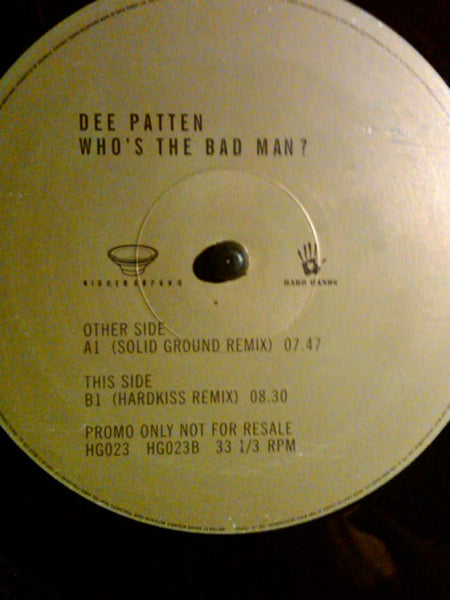 DEE PATTEN
WHO'S THE BAD MAN?
HIGHER GROUND
HARD HANDS
OTHER SIDE
A1 (SOLID GROUND REMIX) 07.47
THIS SIDE
B1 (HARDKISS REMIX) 08.30
PROMO ONLY NOT FOR RESALE
HG023 HG023B 33 1/3 RPM